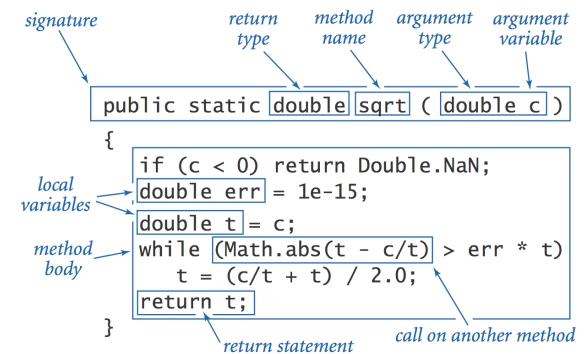 signature
return type
method name
argument type
argument variable
public static double sqrt ( double c )
{
if (c < 0) return Double.NaN;
local variables
double err = 1e-15;
double t = c;
method body
while (Math.abs(t - c/t) > err * t)
t = (c/t + t) / 2.0;
return t;
}
return statement
call on another method